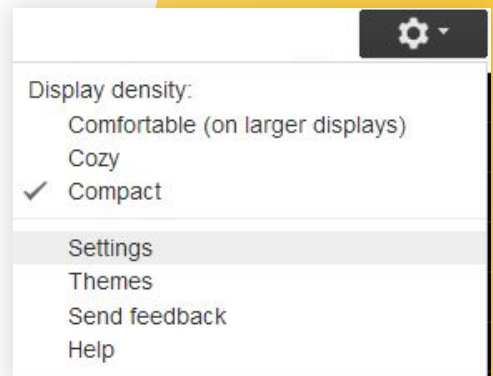 Display density:
Comfortable (on larger displays)
Cozy
Compact
Settings
Themes
Send feedback
Help